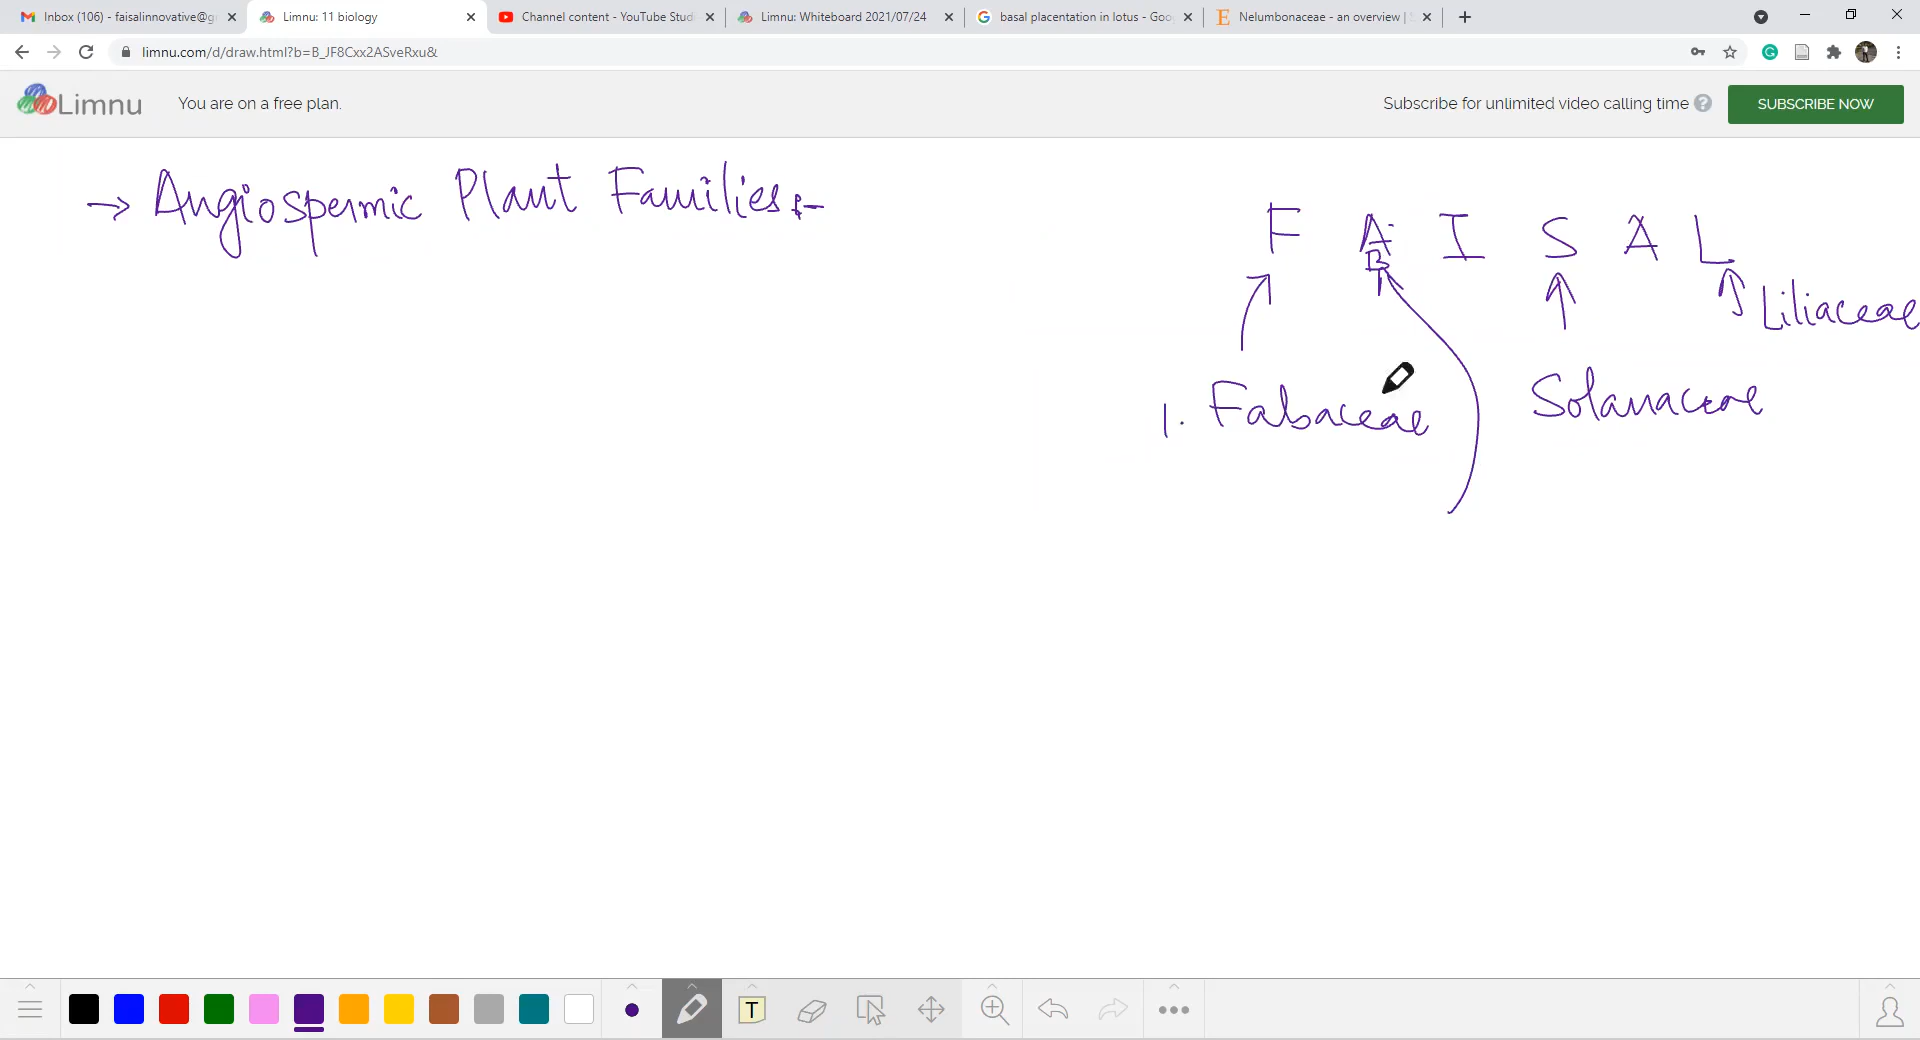 Inbox (106) - faisalinnovative@g
Limnu: 11 biology
Channel content - YouTube Stud
Limnu: Whiteboard 2021/07/24
basal placentation in lotus - Goo
Nelumbonaceae - an overview |
limnu.com/d/draw.html?b=B_JF8Cxx2ASveRxu&
Limnu
You are on a free plan.
Subscribe for unlimited video calling time
SUBSCRIBE NOW
→ Angiospermic Plant Families:-
F A I S A L
B
Liliaceae
1. Fabaceae
Solanaceae
T